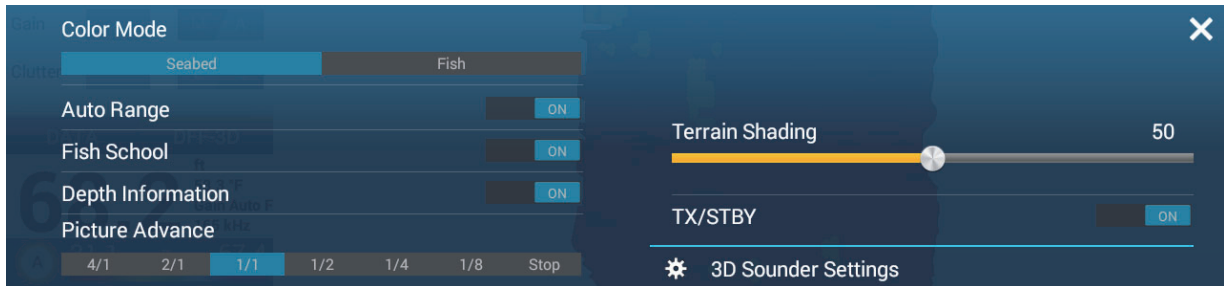 Color Mode
Seabed Fish
Auto Range ON
Fish School ON
Depth Information ON
Picture Advance
4/1 2/1 1/1 1/2 1/4 1/8 Stop
Terrain Shading 50
TX/STBY ON
3D Sounder Settings